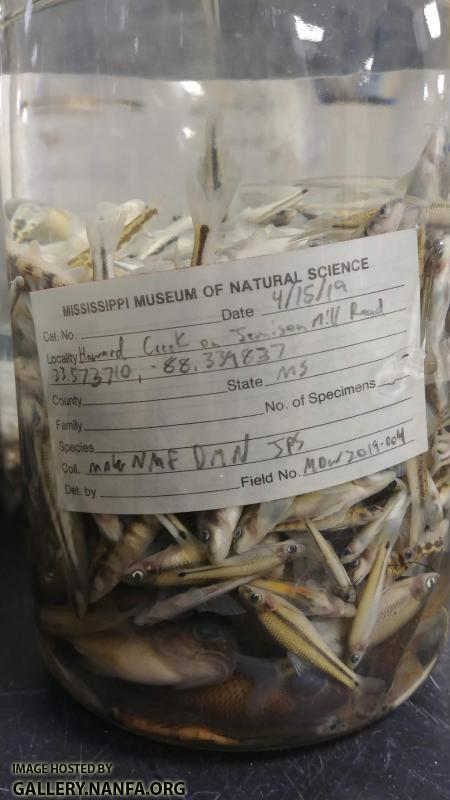 MISSISSIPPI MUSEUM OF NATURAL SCIENCE
Cat. No. Date 4/15/19
Locality Howard Creek on Jemison Mill Road
33.573710, -88.339837
County State MS
Family No. of Specimens
Species
Coll. MDW NMF DMN JPS
Det. by Field No. MDW2019-004
IMAGE HOSTED BY
GALLERY.NANFA.ORG